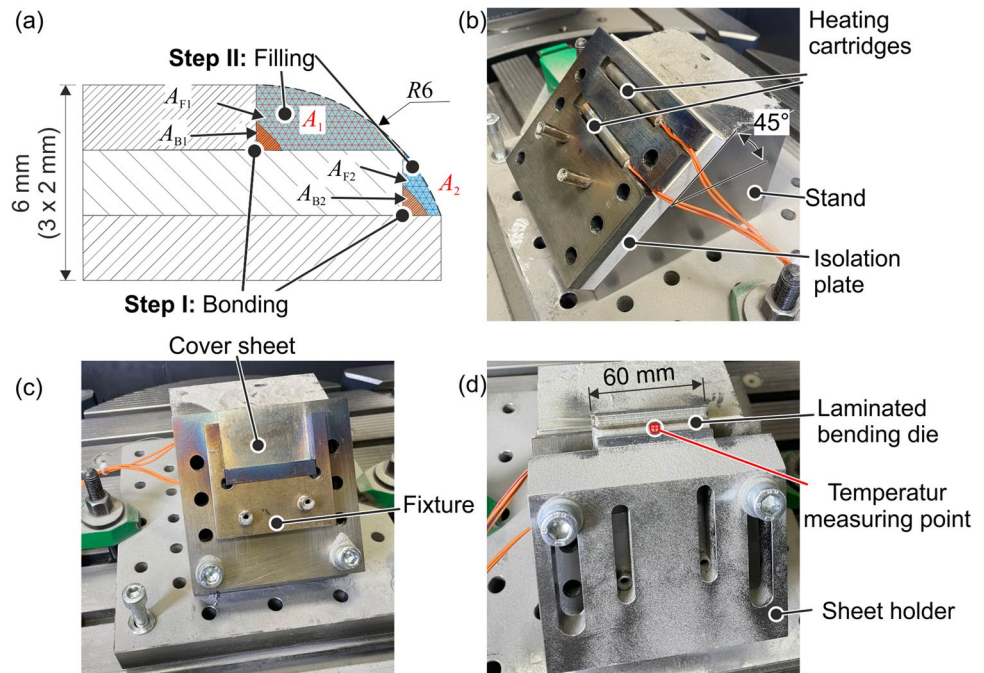 (a)
Step II: Filling
R6
A_F1
A_1
A_B1
A_F2
A_2
A_B2
6 mm
(3 x 2 mm)
Step I: Bonding
(b)
Heating
cartridges
45°
Stand
Isolation
plate
(c)
Cover sheet
Fixture
(d)
60 mm
Laminated
bending die
Temperatur
measuring point
Sheet holder